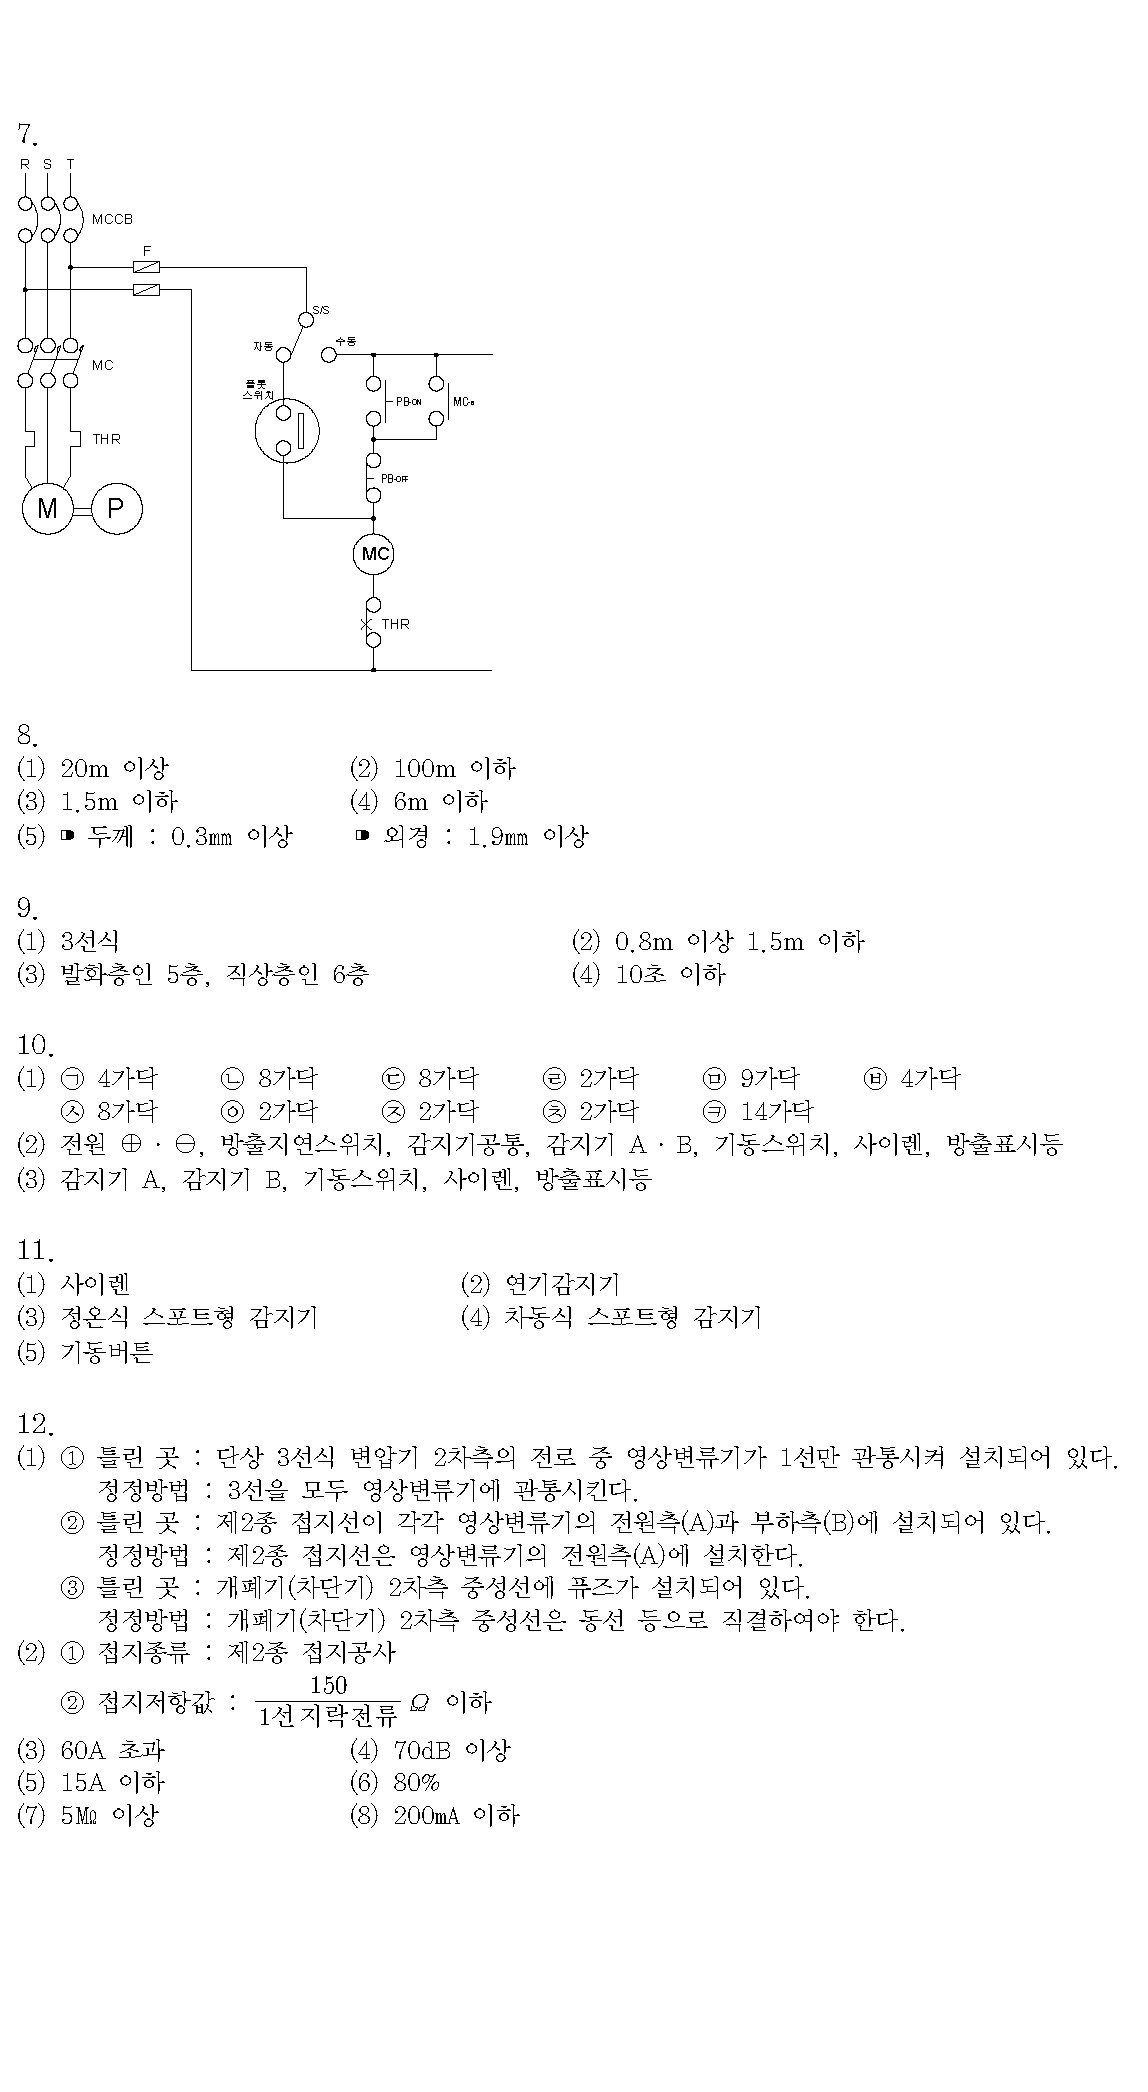 7.
R S T
MCCB
F
S/S
자동
수동
MC
플롯
스위치
PB-ON
MC-a
THR
PB-OFF
M
P
MC
THR
8.
(1) 20m 이상 (2) 100m 이하
(3) 1.5m 이하 (4) 6m 이하
(5) ▣ 두께 : 0.3㎜ 이상 ▣ 외경 : 1.9㎜ 이상
9.
(1) 3선식 (2) 0.8m 이상 1.5m 이하
(3) 발화층인 5층, 직상층인 6층 (4) 10초 이하
10.
(1) ㉠ 4가닥 ㉡ 8가닥 ㉢ 8가닥 ㉣ 2가닥 ㉤ 9가닥 ㉥ 4가닥
㉦ 8가닥 ㉧ 2가닥 ㉨ 2가닥 ㉩ 2가닥 ㉪ 14가닥
(2) 전원 ⊕ · ⊖, 방출지연스위치, 감지기공통, 감지기 A · B, 기동스위치, 사이렌, 방출표시등
(3) 감지기 A, 감지기 B, 기동스위치, 사이렌, 방출표시등
11.
(1) 사이렌 (2) 연기감지기
(3) 정온식 스포트형 감지기 (4) 차동식 스포트형 감지기
(5) 기동버튼
12.
(1) ① 틀린 곳 : 단상 3선식 변압기 2차측의 전로 중 영상변류기가 1선만 관통시켜 설치되어 있다.
정정방법 : 3선을 모두 영상변류기에 관통시킨다.
② 틀린 곳 : 제2종 접지선이 각각 영상변류기의 전원측(A)과 부하측(B)에 설치되어 있다.
정정방법 : 제2종 접지선은 영상변류기의 전원측(A)에 설치한다.
③ 틀린 곳 : 개폐기(차단기) 2차측 중성선에 퓨즈가 설치되어 있다.
정정방법 : 개폐기(차단기) 2차측 중성선은 동선 등으로 직결하여야 한다.
(2) ① 접지종류 : 제2종 접지공사
② 접지저항값 : 150/1선지락전류 Ω 이하
(3) 60A 초과 (4) 70dB 이상
(5) 15A 이하 (6) 80%
(7) 5㏁ 이상 (8) 200㎃ 이하